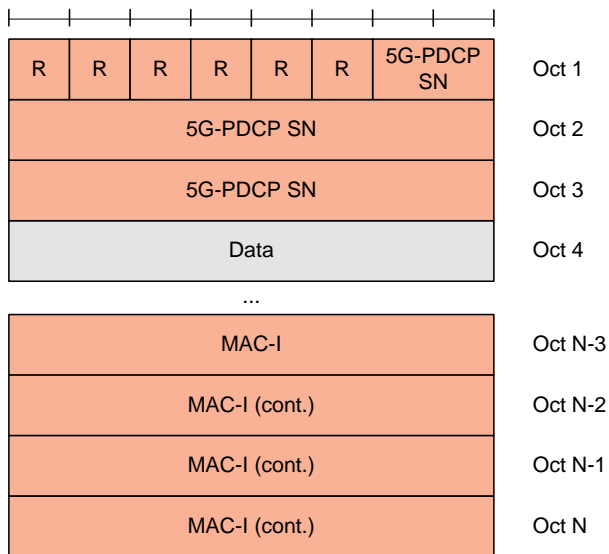 R R R R R R 5G-PDCP SN Oct 1
5G-PDCP SN Oct 2
5G-PDCP SN Oct 3
Data Oct 4
...
MAC-I Oct N-3
MAC-I (cont.) Oct N-2
MAC-I (cont.) Oct N-1
MAC-I (cont.) Oct N